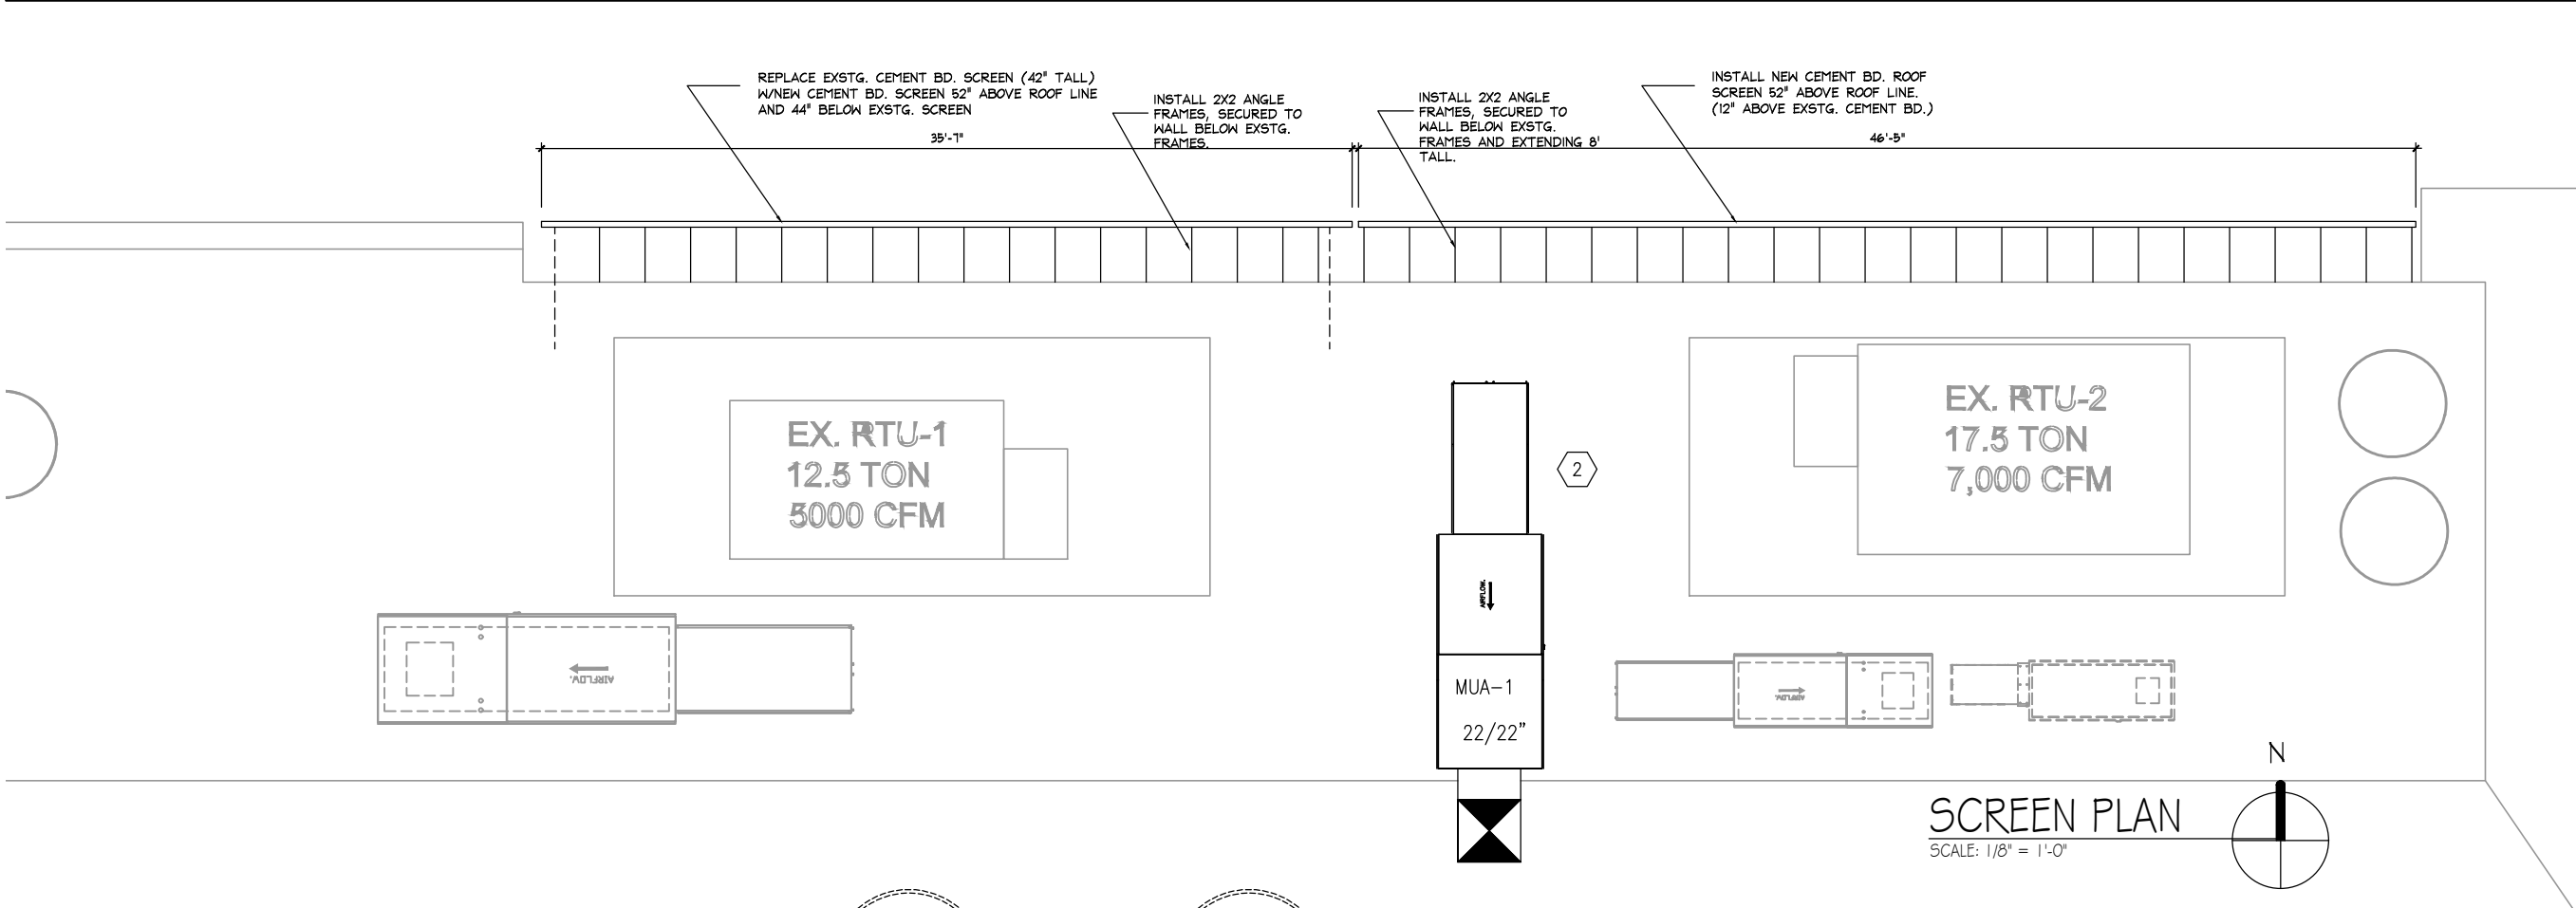 REPLACE EXSTG. CEMENT BD. SCREEN (42" TALL)
W/NEW CEMENT BD. SCREEN 52" ABOVE ROOF LINE
AND 44" BELOW EXSTG. SCREEN
35'-7"
INSTALL 2X2 ANGLE
FRAMES, SECURED TO
WALL BELOW EXSTG.
FRAMES.
INSTALL 2X2 ANGLE
FRAMES, SECURED TO
WALL BELOW EXSTG.
FRAMES AND EXTENDING 8'
TALL.
INSTALL NEW CEMENT BD. ROOF
SCREEN 52" ABOVE ROOF LINE.
(12" ABOVE EXSTG. CEMENT BD.)
46'-5"
EX. RTU-1
12.5 TON
5000 CFM
2
EX. RTU-2
17.5 TON
7,000 CFM
AIRFLOW.
AIRFLOW.
AIRFLOW.
MUA-1
22/22"
N
SCREEN PLAN
SCALE: 1/8" = 1'-0"